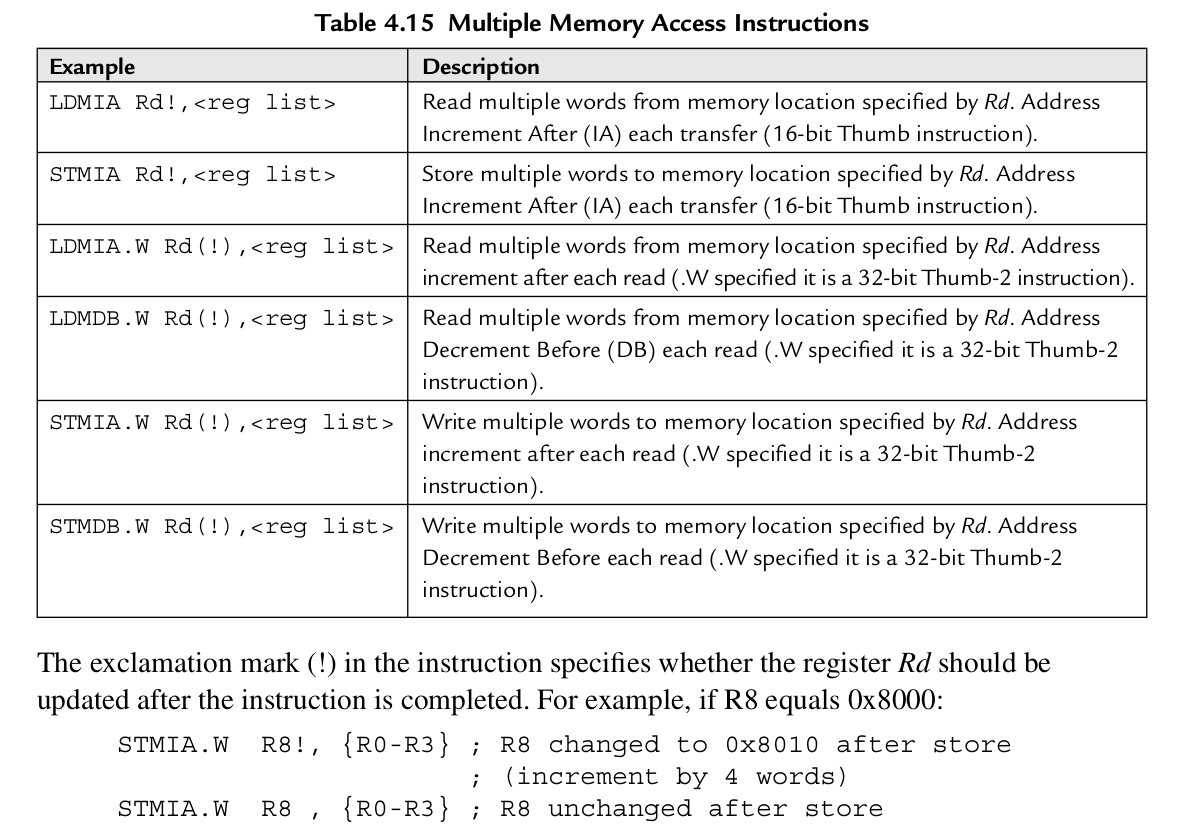 Table 4.15 Multiple Memory Access Instructions
Example Description
LDMIA Rd!,<reg list> Read multiple words from memory location specified by Rd. Address
Increment After (IA) each transfer (16-bit Thumb instruction).
STMIA Rd!,<reg list> Store multiple words to memory location specified by Rd. Address
Increment After (IA) each transfer (16-bit Thumb instruction).
LDMIA.W Rd(!),<reg list> Read multiple words from memory location specified by Rd. Address
increment after each read (.W specified it is a 32-bit Thumb-2 instruction).
LDMDB.W Rd(!),<reg list> Read multiple words from memory location specified by Rd. Address
Decrement Before (DB) each read (.W specified it is a 32-bit Thumb-2
instruction).
STMIA.W Rd(!),<reg list> Write multiple words to memory location specified by Rd. Address
increment after each read (.W specified it is a 32-bit Thumb-2
instruction).
STMDB.W Rd(!),<reg list> Write multiple words to memory location specified by Rd. Address
Decrement Before each read (.W specified it is a 32-bit Thumb-2
instruction).
The exclamation mark (!) in the instruction specifies whether the register Rd should be
updated after the instruction is completed. For example, if R8 equals 0x8000:
STMIA.W R8!, {R0-R3} ; R8 changed to 0x8010 after store
; (increment by 4 words)
STMIA.W R8 , {R0-R3} ; R8 unchanged after store